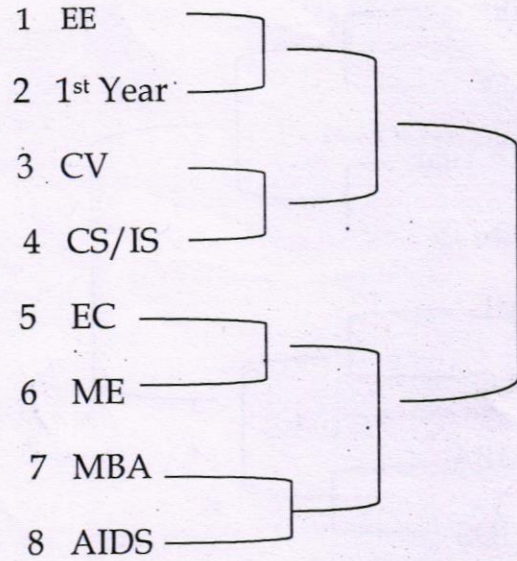 1 EE
2 1st Year
3 CV
4 CS/IS
5 EC
6 ME
7 MBA
8 AIDS